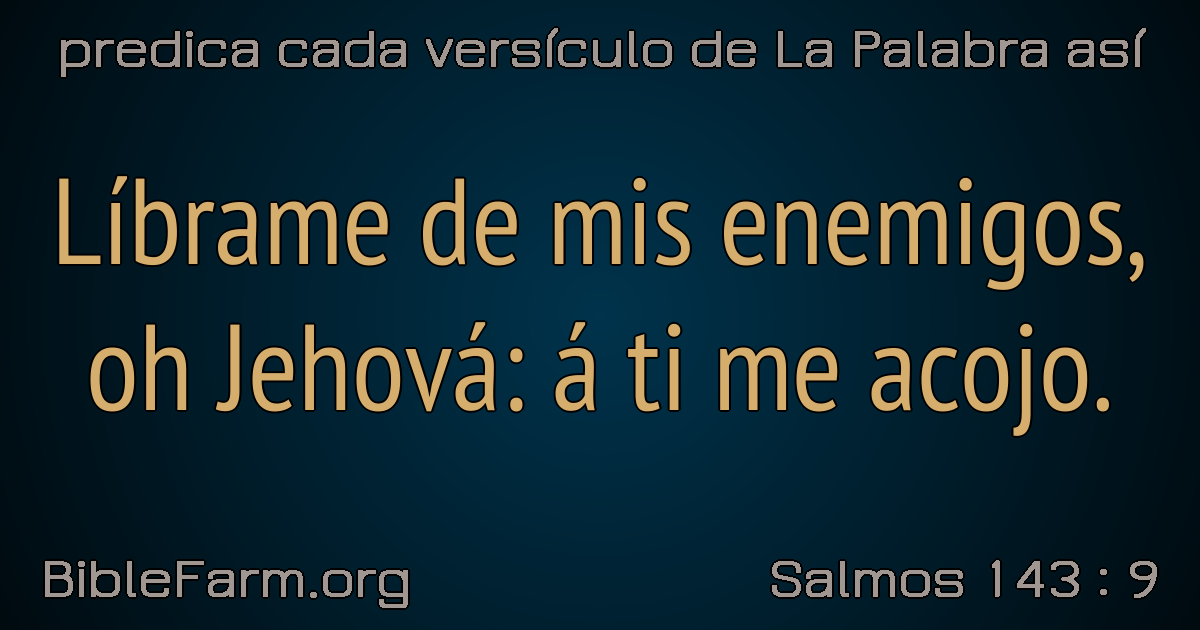 predica cada versículo de La Palabra así
Líbrame de mis enemigos,
oh Jehová: á ti me acojo.
BibleFarm.org
Salmos 143 : 9